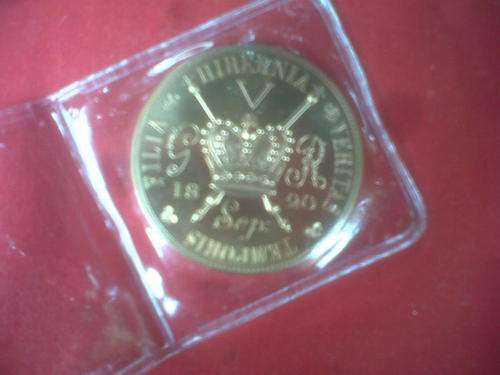 HIBERNIA
VERITAS
TEMPORIS
FILIA
V
G R
18 20
Sep: